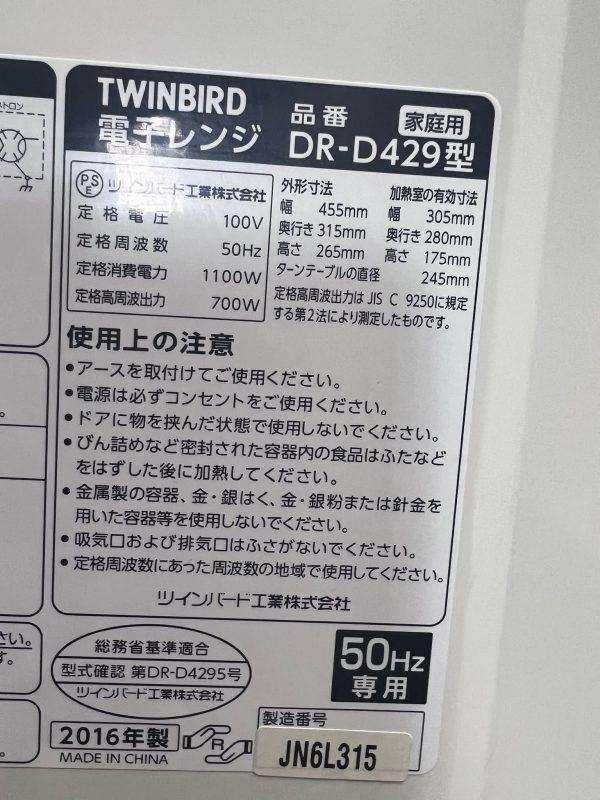 ストロン
TWINBIRD
電子レンジ
品番
家庭用
DR-D429型
PSE ツインバード工業株式会社
定格電圧 100V
定格周波数 50Hz
定格消費電力 1100W
定格高周波出力 700W
外形寸法
幅 455mm
奥行き 315mm
高さ 265mm
加熱室の有効寸法
幅 305mm
奥行き 280mm
高さ 175mm
ターンテーブルの直径 245mm
定格高周波出力は JIS C 9250に規定
する第2法により測定したものです。
使用上の注意
●アースを取付けてご使用ください。
●電源は必ずコンセントをご使用ください。
●ドアに物を挟んだ状態で使用しないでください。
●びん詰めなど密封された容器内の食品はふたなど
をはずした後に加熱してください。
●金属製の容器、金・銀はく、金・銀粉または針金を
用いた容器等を使用しないでください。
●吸気口および排気口はふさがないでください。
●定格周波数にあった周波数の地域で使用してください。
ツインバード工業株式会社
さい。
す。
総務省基準適合
型式確認 第DR-D4295号
ツインバード工業株式会社
50Hz
専用
2016年製
MADE IN CHINA
R
製造番号
JN6L315